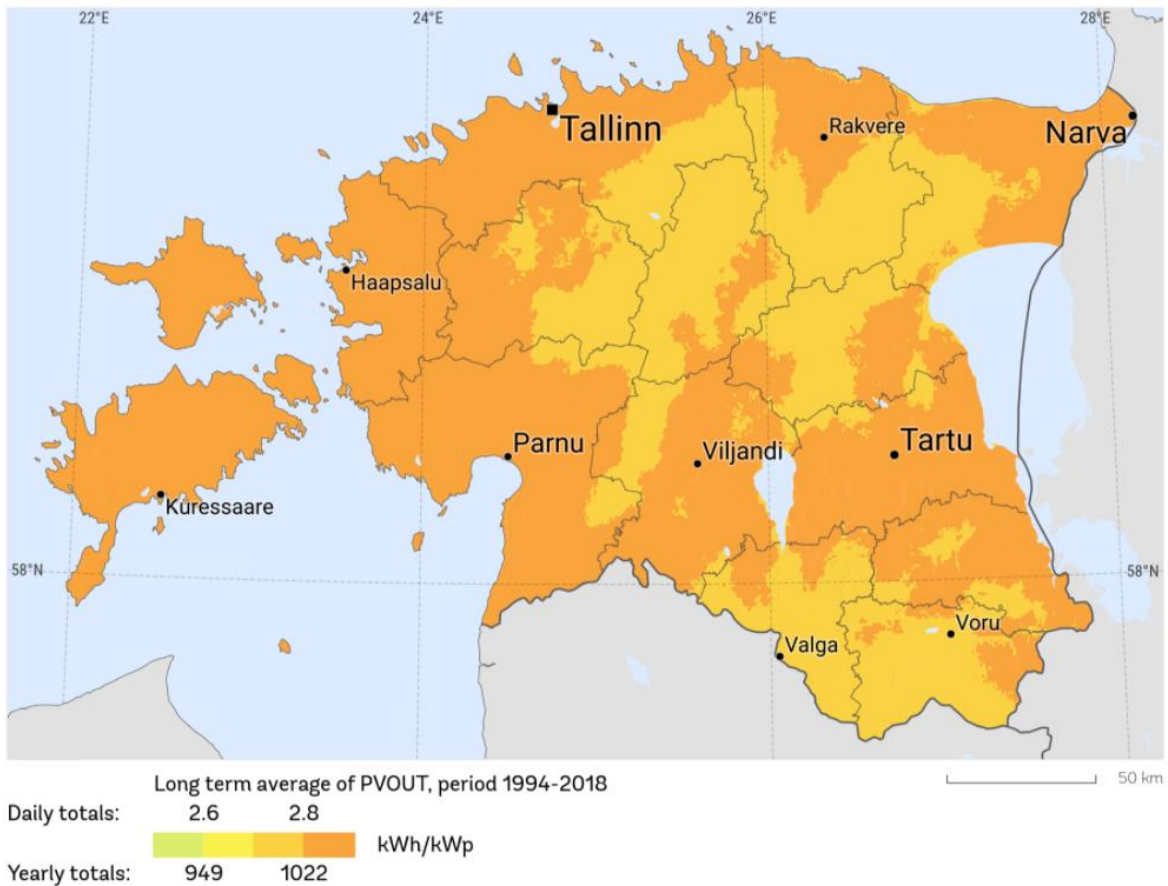 22°E 24°E 26°E 28°E
Tallinn
Rakvere
Narva
Haapsalu
Parnu
Viljandi
Tartu
Kuressaare
58°N 58°N
Voru
Valga
Long term average of PVOUT, period 1994-2018
50 km
Daily totals: 2.6 2.8
kWh/kWp
Yearly totals: 949 1022